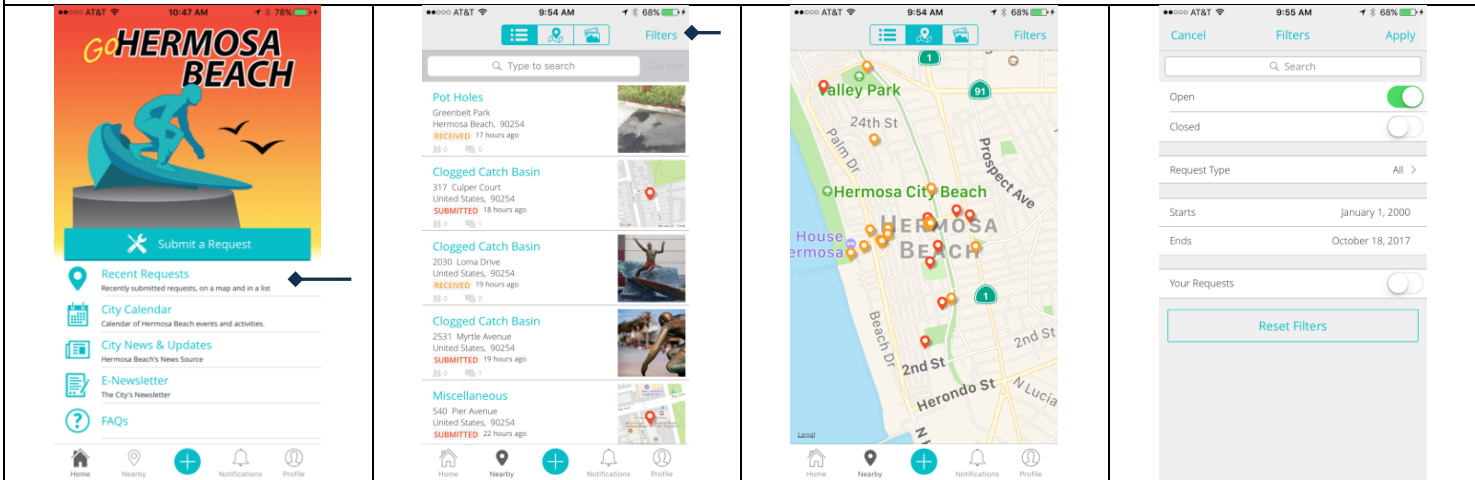 ●●○○○ AT&T 10:47 AM 78%
GoHERMOSA
BEACH
Submit a Request
Recent Requests
Recently submitted requests, on a map and in a list
City Calendar
Calendar of Hermosa Beach events and activities.
City News & Updates
Hermosa Beach's News Source
E-Newsletter
The City's Newsletter
FAQs
Home Nearby Notifications Profile
●●○○○ AT&T 9:54 AM 68%
Filters
Type to search Cancel
Pot Holes
Greenbelt Park
Hermosa Beach, 90254
RECEIVED 17 hours ago
0 0
Clogged Catch Basin
317 Culper Court
United States, 90254
SUBMITTED 18 hours ago
0 1
Clogged Catch Basin
2030 Loma Drive
United States, 90254
RECEIVED 19 hours ago
0 0
Clogged Catch Basin
2531 Myrtle Avenue
United States, 90254
SUBMITTED 19 hours ago
0 1
Miscellaneous
540 Pier Avenue
United States, 90254
SUBMITTED 22 hours ago
Home Nearby Notifications Profile
●●○○○ AT&T 9:54 AM 68%
Filters
1
Valley Park
91
24th St
Palm Dr
Prospect Ave
Hermosa City Beach
HERMOSA
BEACH
House
ermosa
1
Beach Dr
2nd St
2nd St
Herondo St
N Lucia
N
Legal
Home Nearby Notifications Profile
●●○○○ AT&T 9:55 AM 68%
Cancel Filters Apply
Search
Open
Closed
Request Type All >
Starts January 1, 2000
Ends October 18, 2017
Your Requests
Reset Filters